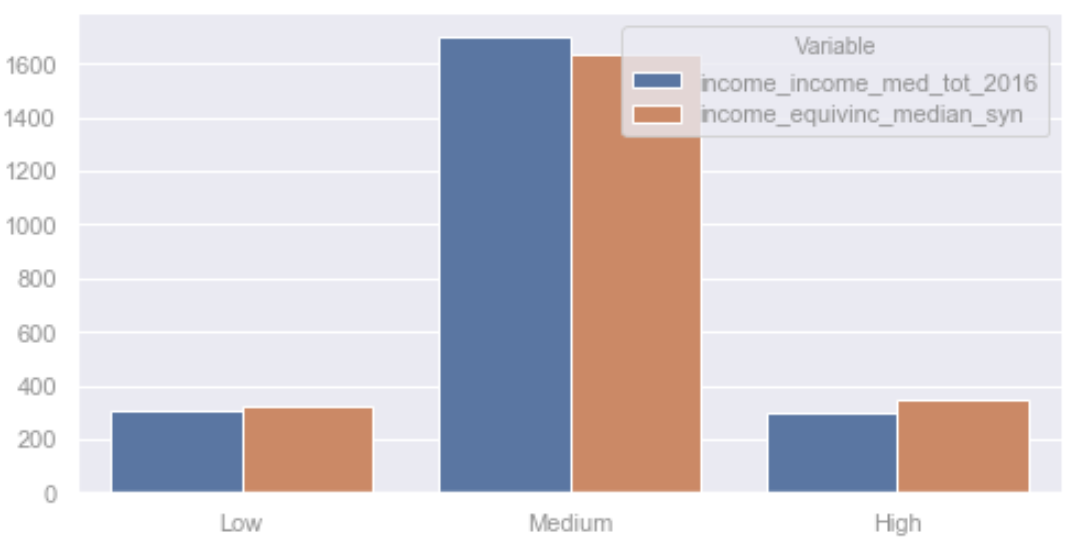 1600
1400
1200
1000
800
600
400
200
0
Variable
income_income_med_tot_2016
income_equivinc_median_syn
Low Medium High